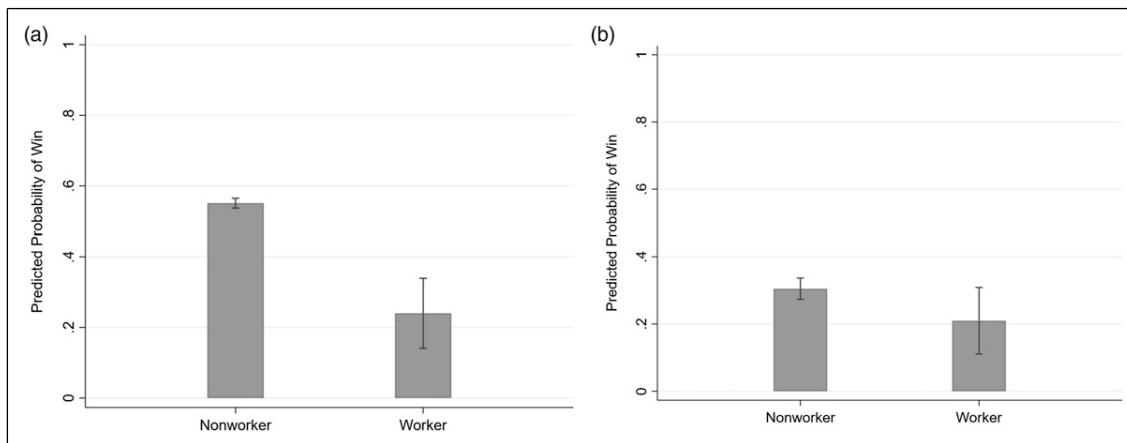 (a)
Predicted Probability of Win
1
.8
.6
.4
.2
0
Nonworker Worker
(b)
Predicted Probability of Win
1
.8
.6
.4
.2
0
Nonworker Worker